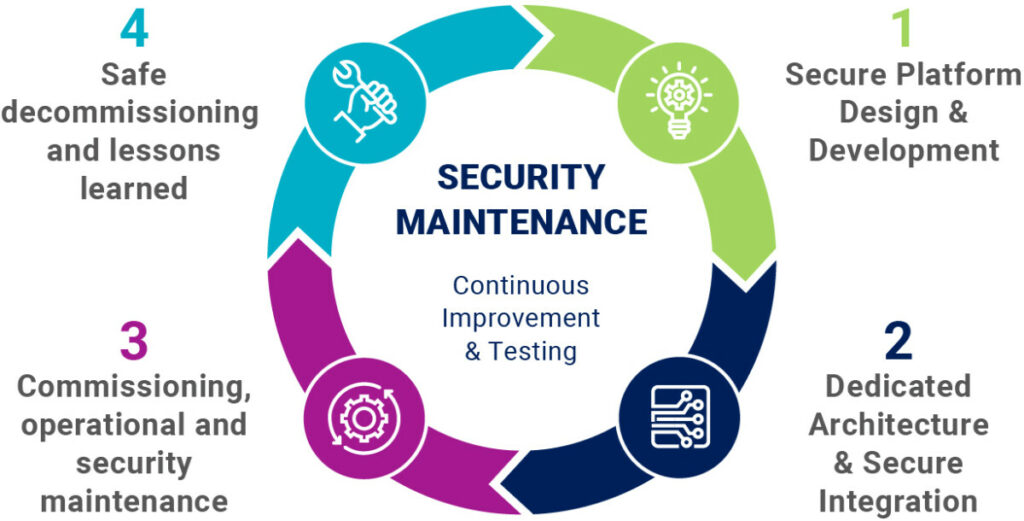 4
Safe
decommissioning
and lessons
learned
1
Secure Platform
Design &
Development
SECURITY
MAINTENANCE
Continuous
Improvement
& Testing
3
Commissioning,
operational and
security
maintenance
2
Dedicated
Architecture
& Secure
Integration